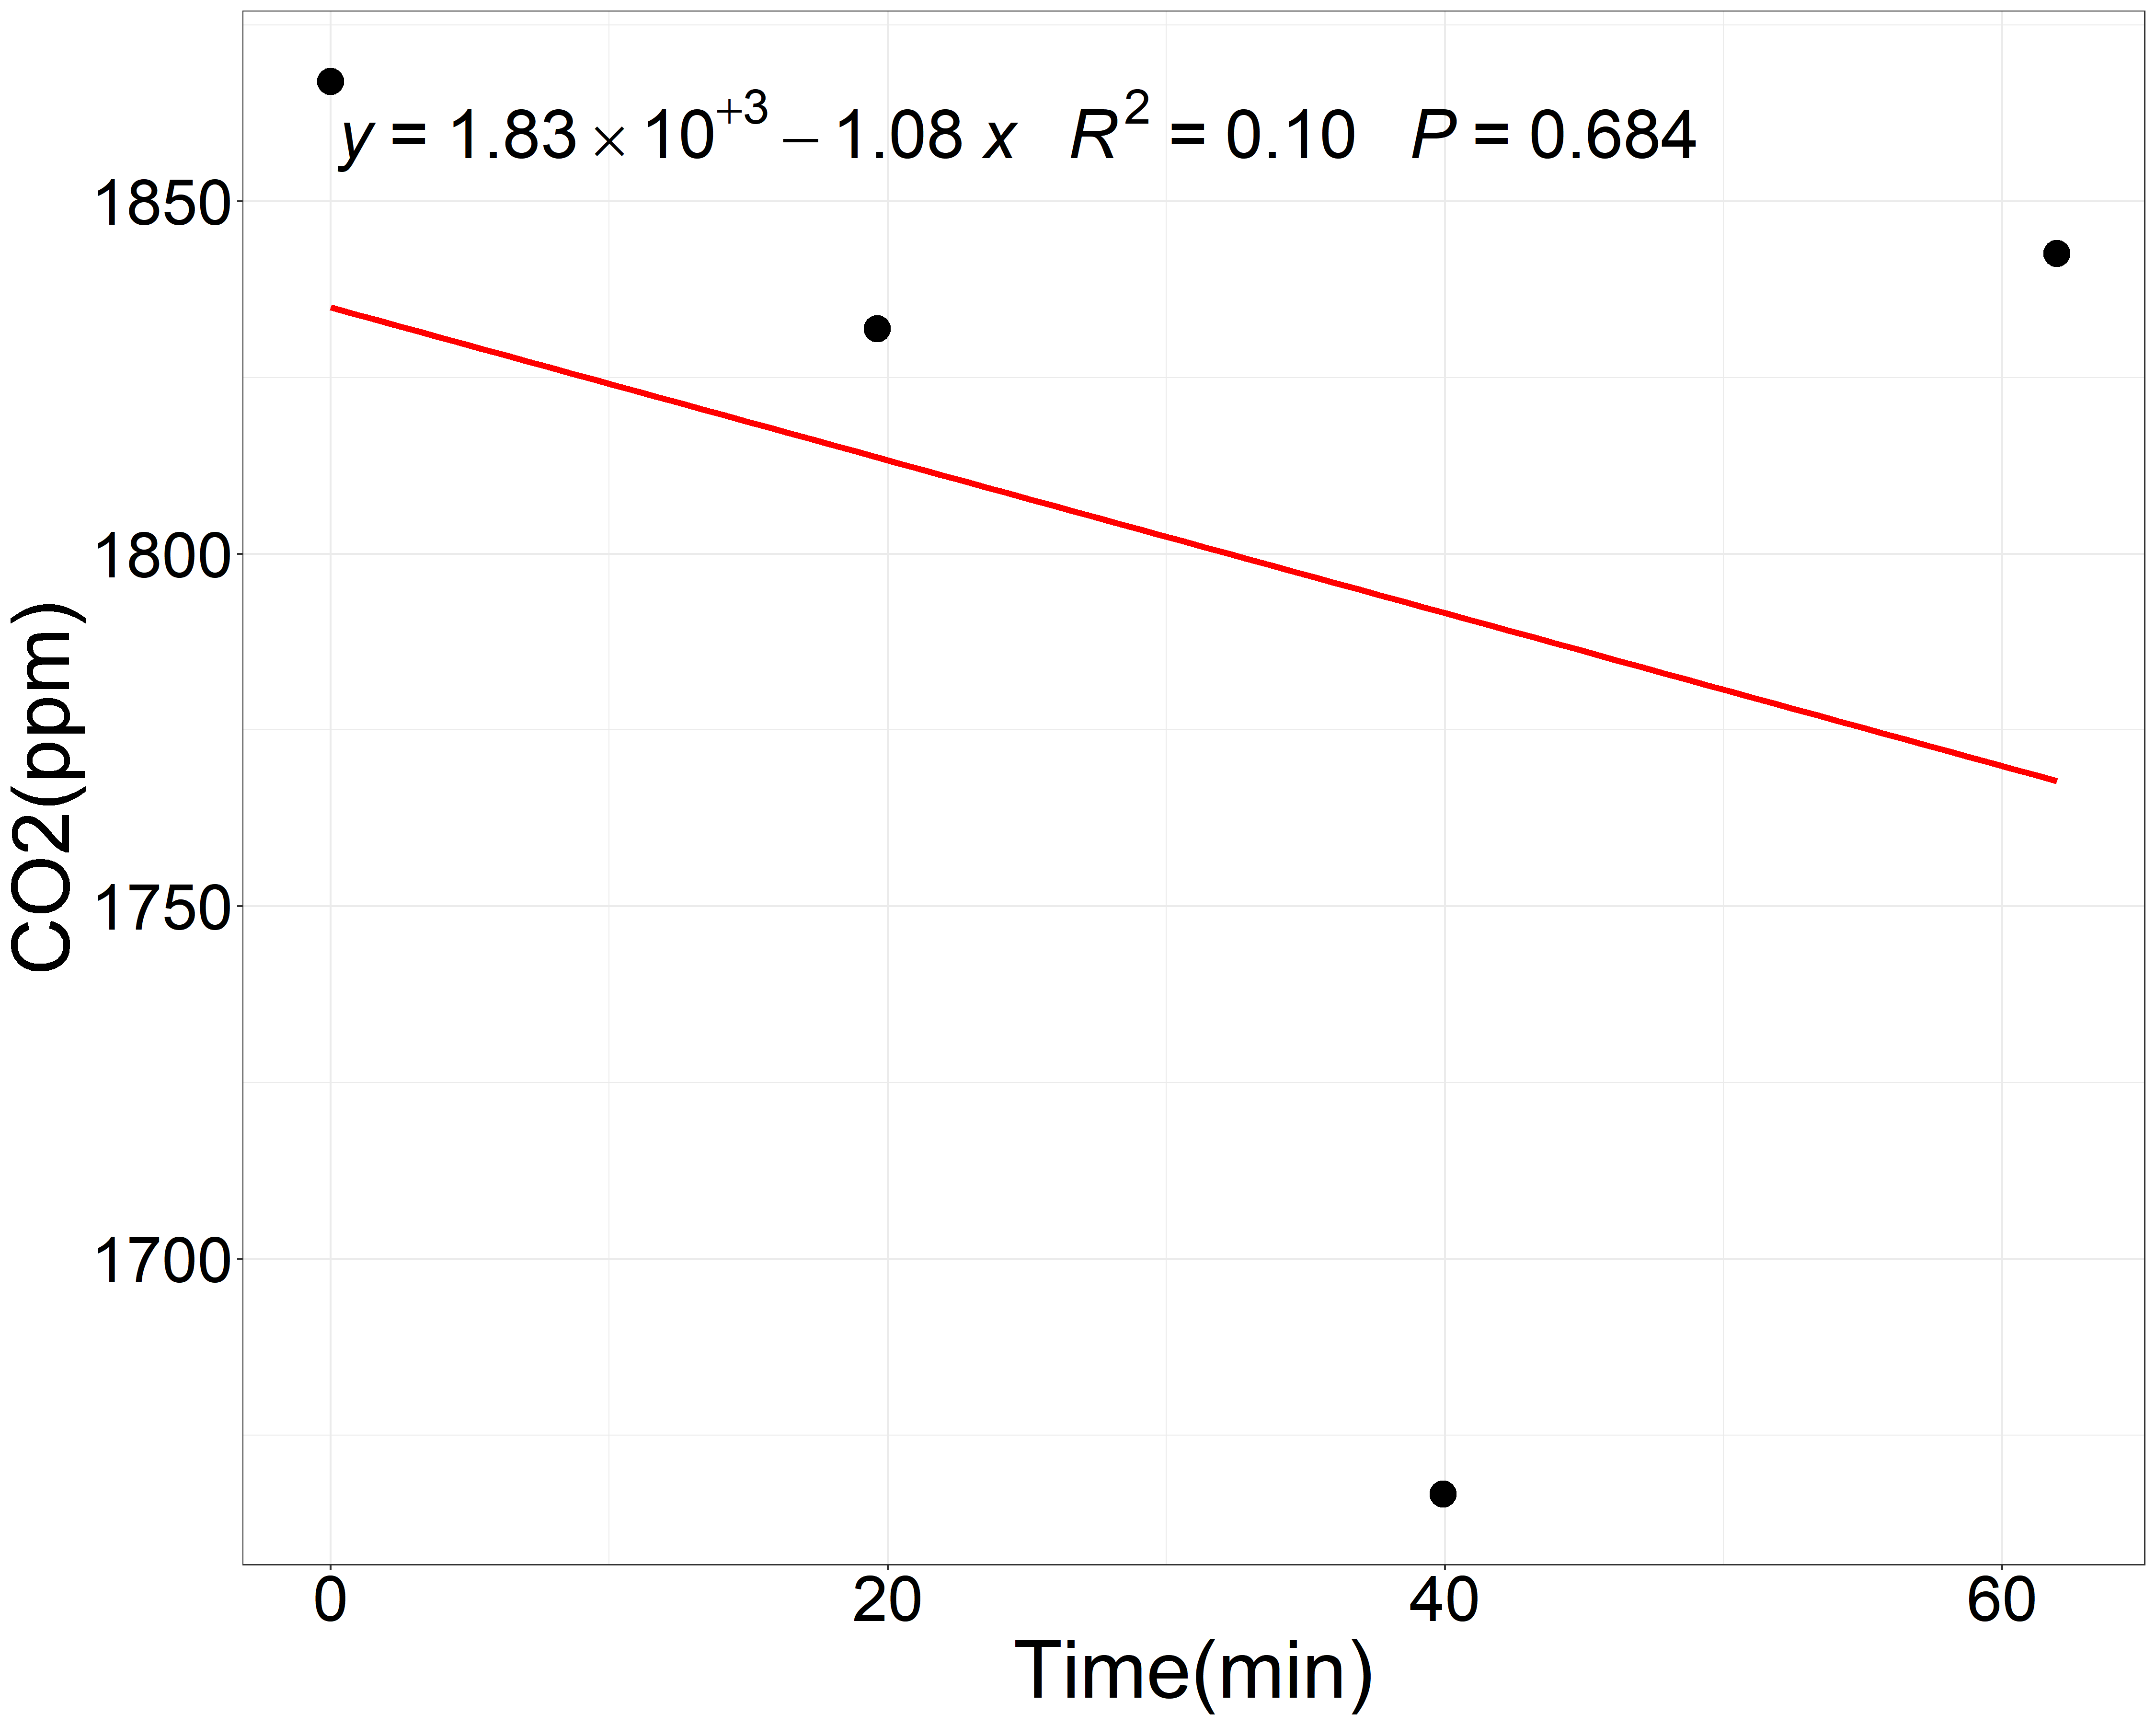 y = 1.83 × 10⁺³ − 1.08 x R² = 0.10 P = 0.684
1850
1800
1750
1700
CO2(ppm)
0 20 40 60
Time(min)